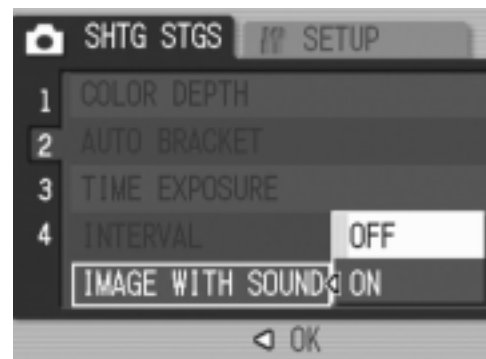 SHTG STGS SETUP
1 COLOR DEPTH
2 AUTO BRACKET
3 TIME EXPOSURE
4 INTERVAL OFF
IMAGE WITH SOUND ON
OK